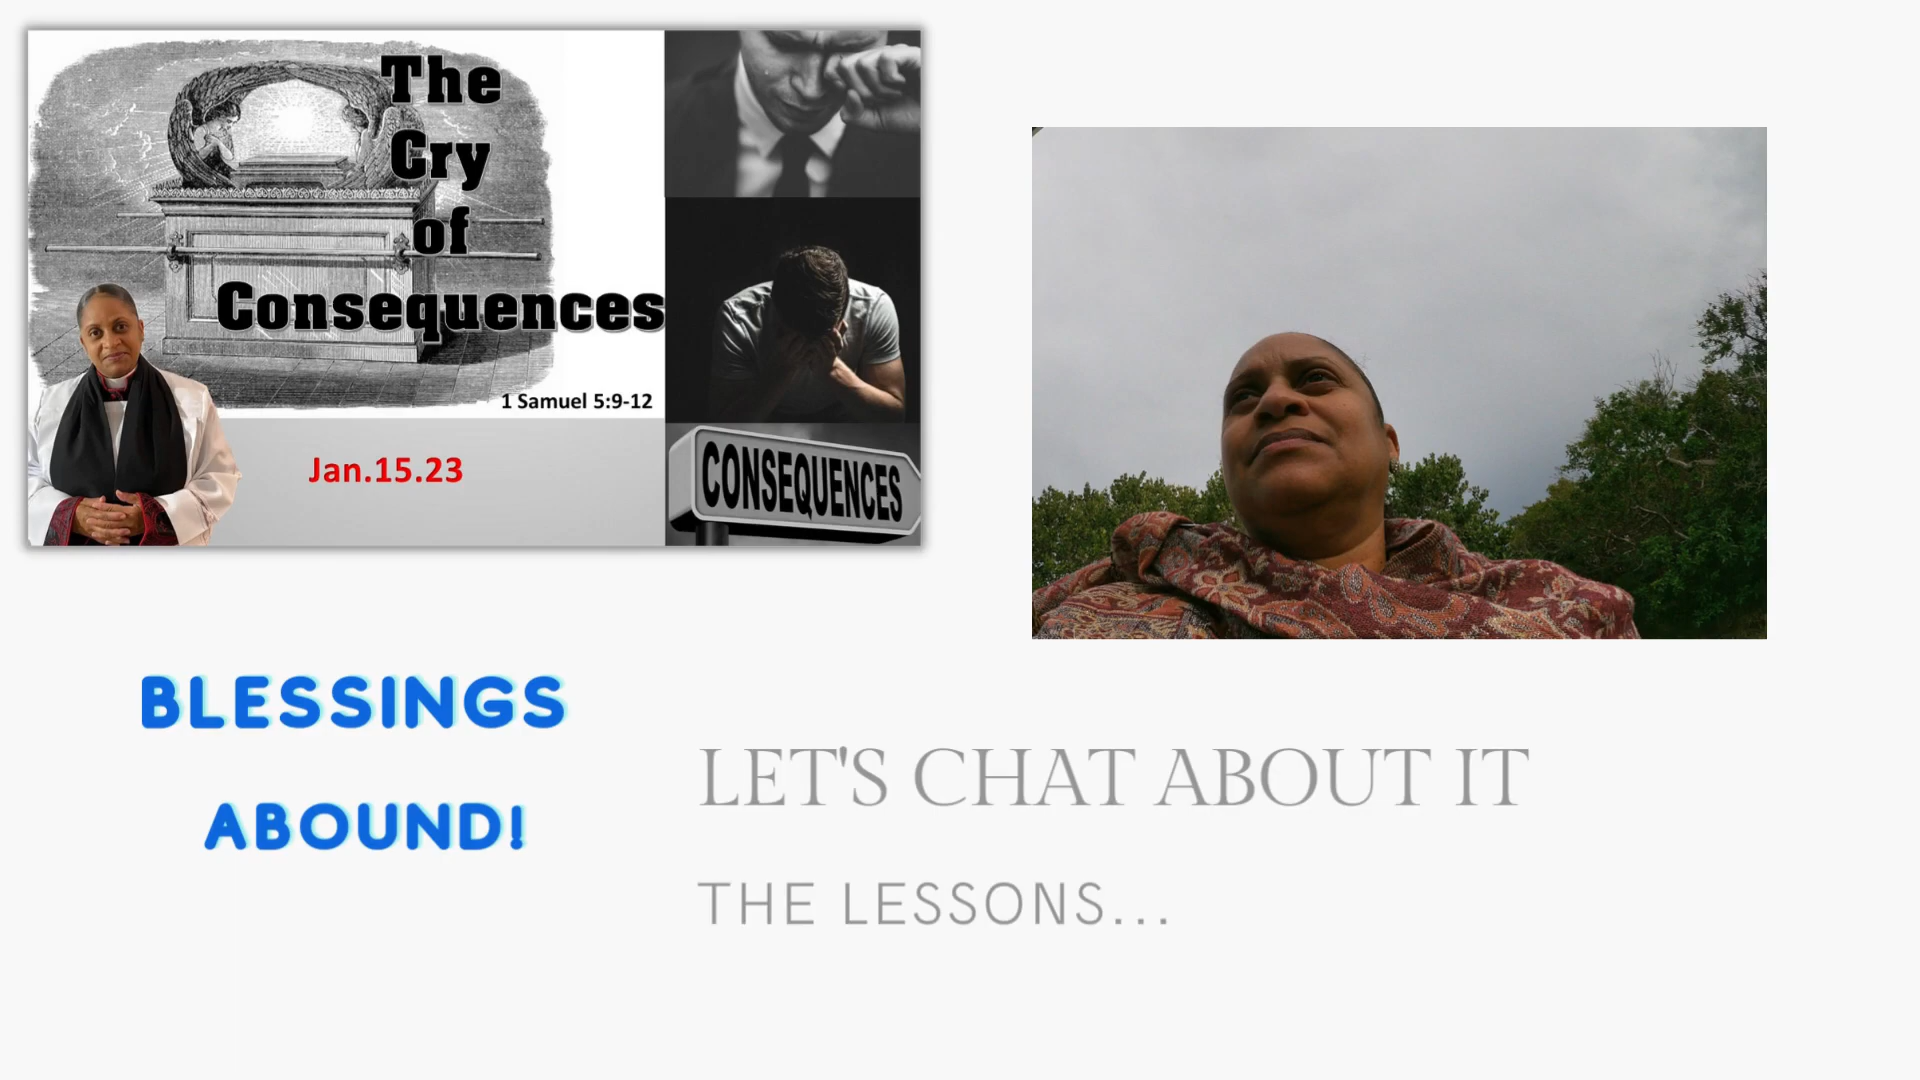 The
Cry
of
Consequences
1 Samuel 5:9-12
Jan.15.23
CONSEQUENCES
BLESSINGS
ABOUND!
LET'S CHAT ABOUT IT
THE LESSONS...